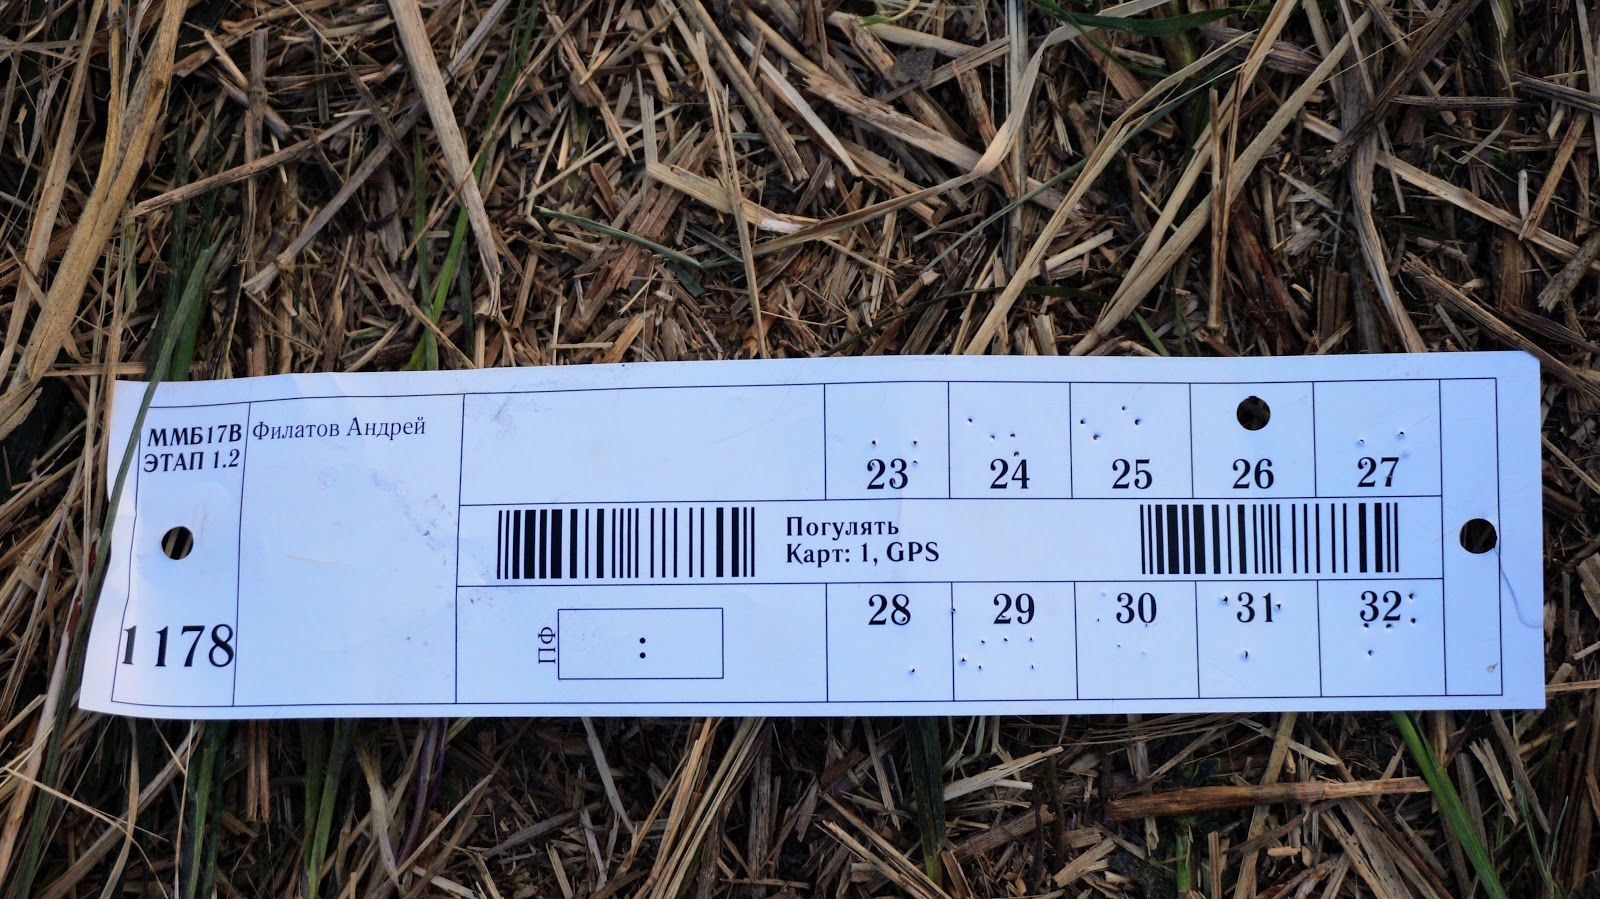 ММБ17В
ЭТАП 1.2
1178
Филатов Андрей
23 24 25 26 27
Погулять
Карт: 1, GPS
ПФ :
28 29 30 31 32